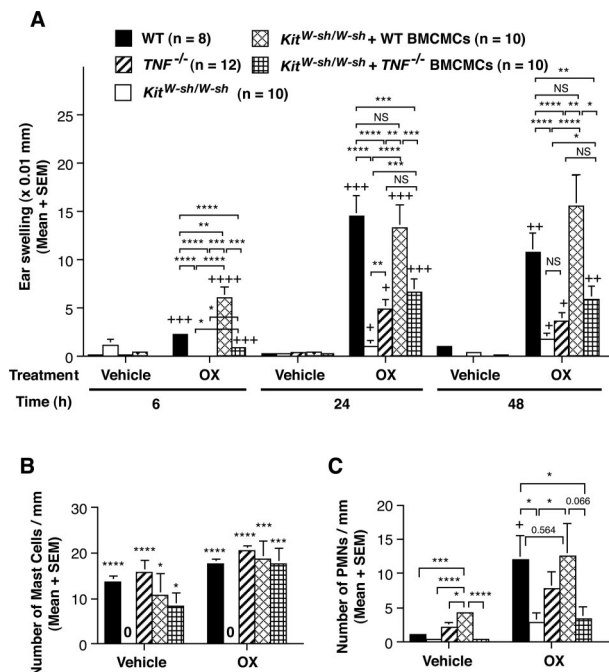 A
WT (n = 8)
TNF-/- (n = 12)
KitW-sh/W-sh (n = 10)
KitW-sh/W-sh + WT BMCMCs (n = 10)
KitW-sh/W-sh + TNF-/- BMCMCs (n = 10)
Ear swelling (x 0.01 mm)
(Mean + SEM)
25
20
15
10
5
0
****
**
**** *** ***
**** ****
++++
+++
*
*
+++
***
NS
**** ** ***
**** ****
***
NS
+++
+++
**
+
+
+++
**
NS
**** ** *
**** ****
*
NS
++
NS
+
+
++
Treatment Vehicle OX Vehicle OX Vehicle OX
Time (h) 6 24 48
B
Number of Mast Cells / mm
(Mean + SEM)
30
20
10
0
**** **** * *
0
**** **** *** ***
0
Vehicle OX
C
Number of PMNs / mm
(Mean + SEM)
20
15
10
5
0
***
****
* ****
*
* * 0.066
0.564
+
Vehicle OX